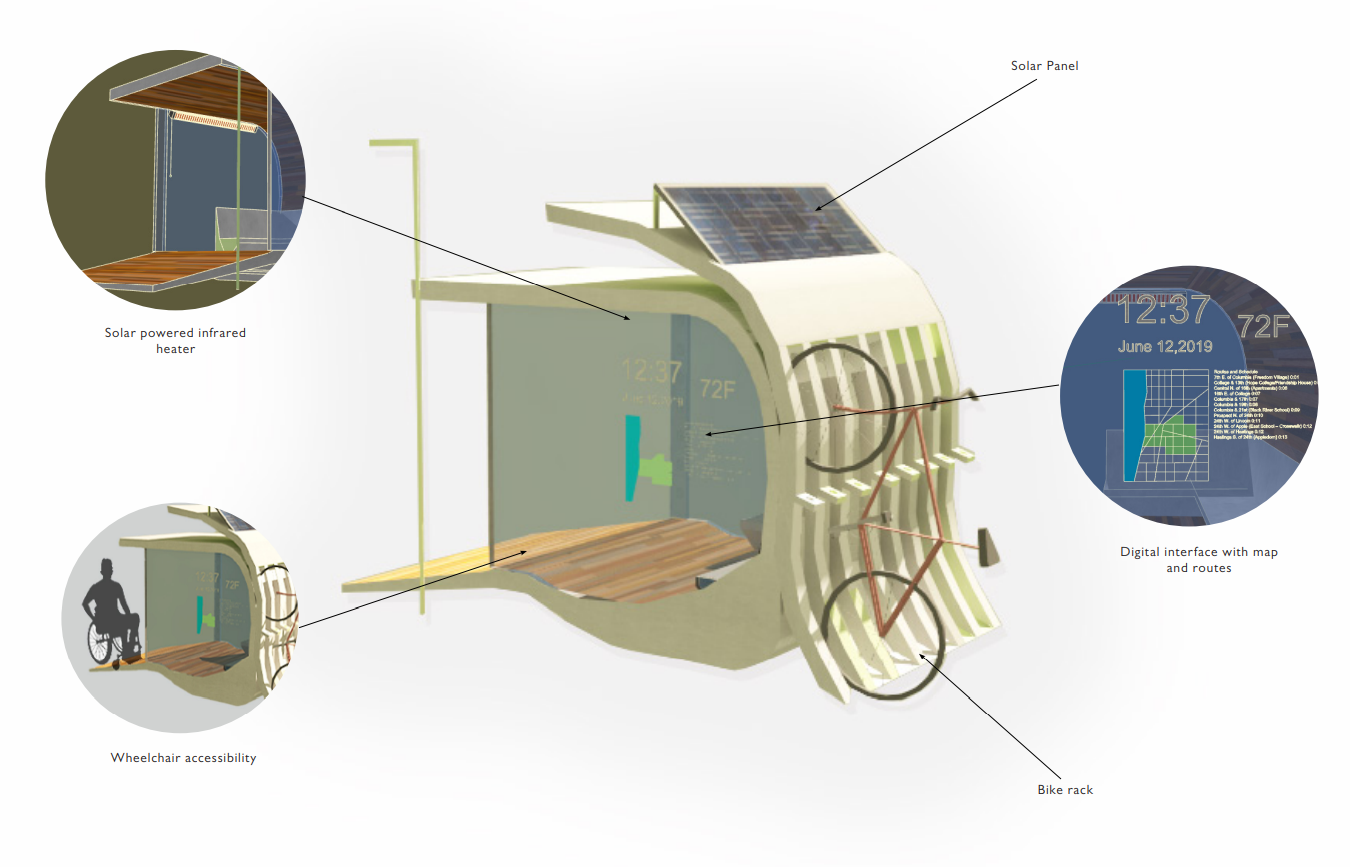 Solar Panel
Solar powered infrared
heater
12:37
72F
June 12,2019
12:37
72F
June 12,2019
Routes and Schedule
7th E. of Columbia (Freedom Village) 0:01
College & 13th (Hope College/Friendship House)
Central N. of 16th (Apartments) 0:06
16th E. of College 0:07
Columbia & 17th 0:07
Columbia & 19th 0:08
Columbia & 21st (Black River School) 0:09
Prospect N. of 24th 0:10
24th W. of Lincoln 0:11
24th W. of Apple (East School – Crosswalk) 0:12
24th W. of Hastings 0:12
Hastings S. of 24th (Appledorn) 0:13
Digital interface with map
and routes
12:37
72F
Wheelchair accessibility
Bike rack